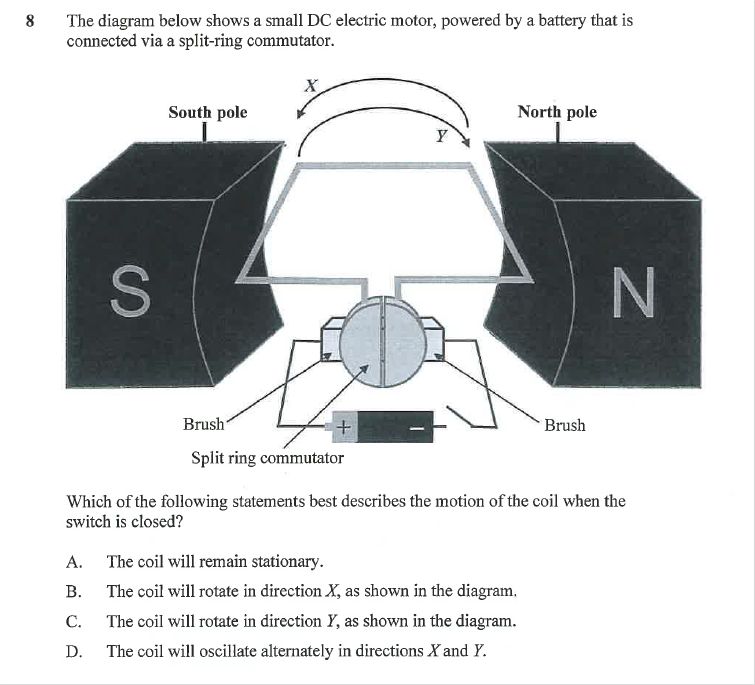 8 The diagram below shows a small DC electric motor, powered by a battery that is
connected via a split-ring commutator.
X
South pole
North pole
Y
S
N
+
−
Brush
Brush
Split ring commutator
Which of the following statements best describes the motion of the coil when the
switch is closed?
A. The coil will remain stationary.
B. The coil will rotate in direction X, as shown in the diagram.
C. The coil will rotate in direction Y, as shown in the diagram.
D. The coil will oscillate alternately in directions X and Y.